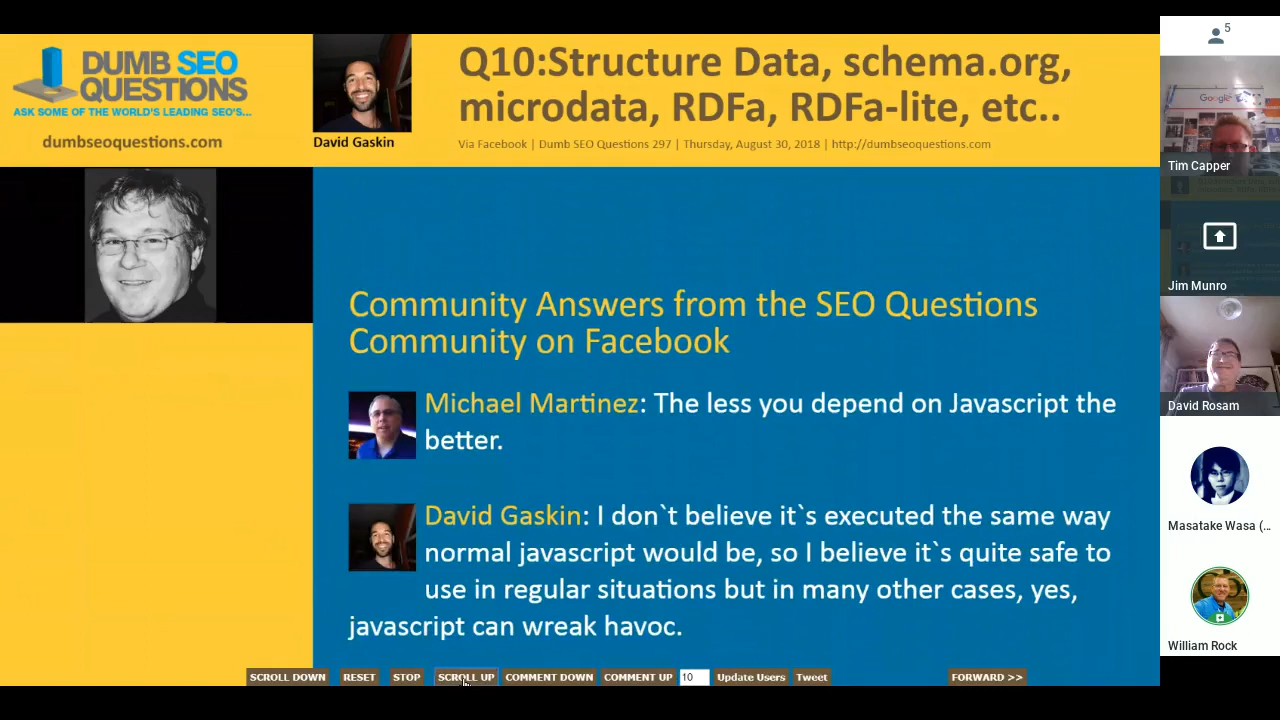 DUMB SEO
QUESTIONS
ASK SOME OF THE WORLD'S LEADING SEO'S...
dumbseoquestions.com
David Gaskin
Q10:Structure Data, schema.org,
microdata, RDFa, RDFa-lite, etc..
Via Facebook | Dumb SEO Questions 297 | Thursday, August 30, 2018 | http://dumbseoquestions.com
Community Answers from the SEO Questions
Community on Facebook
Michael Martinez: The less you depend on Javascript the
better.
David Gaskin: I don`t believe it`s executed the same way
normal javascript would be, so I believe it`s quite safe to
use in regular situations but in many other cases, yes,
javascript can wreak havoc.
SCROLL DOWN RESET STOP SCROLL UP COMMENT DOWN COMMENT UP 10 Update Users Tweet FORWARD >>
5
Google
Tim Capper
Jim Munro
David Rosam
Masatake Wasa (...
William Rock